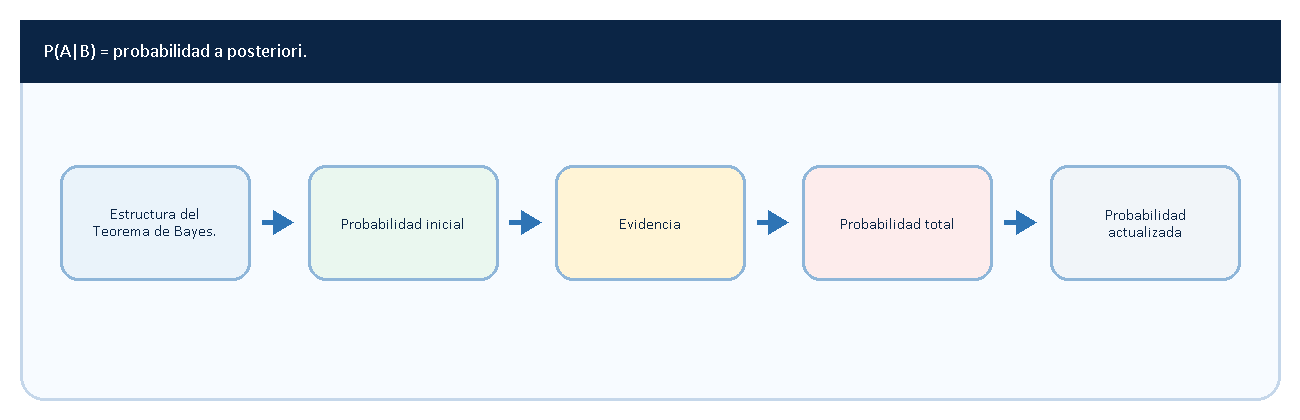 P(A|B) = probabilidad a posteriori.
Estructura del
Teorema de Bayes.
Probabilidad inicial
Evidencia
Probabilidad total
Probabilidad
actualizada